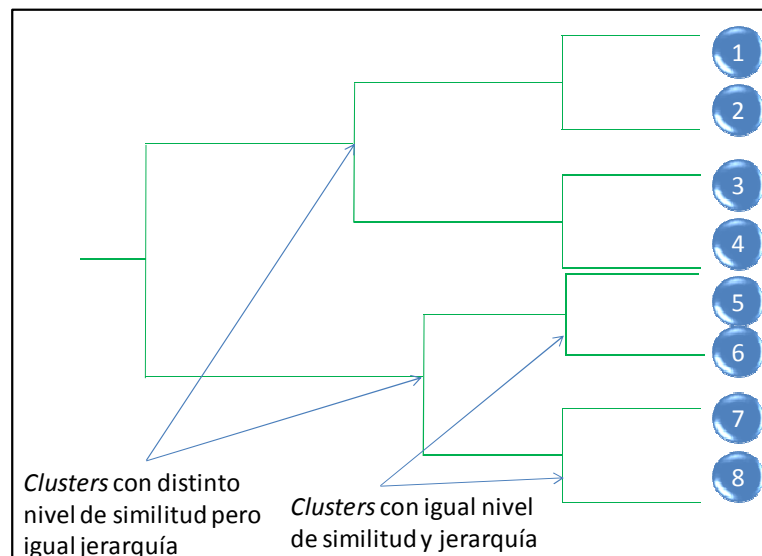 1
2
3
4
5
6
7
8
Clusters con distinto
nivel de similitud pero
igual jerarquía
Clusters con igual nivel
de similitud y jerarquía